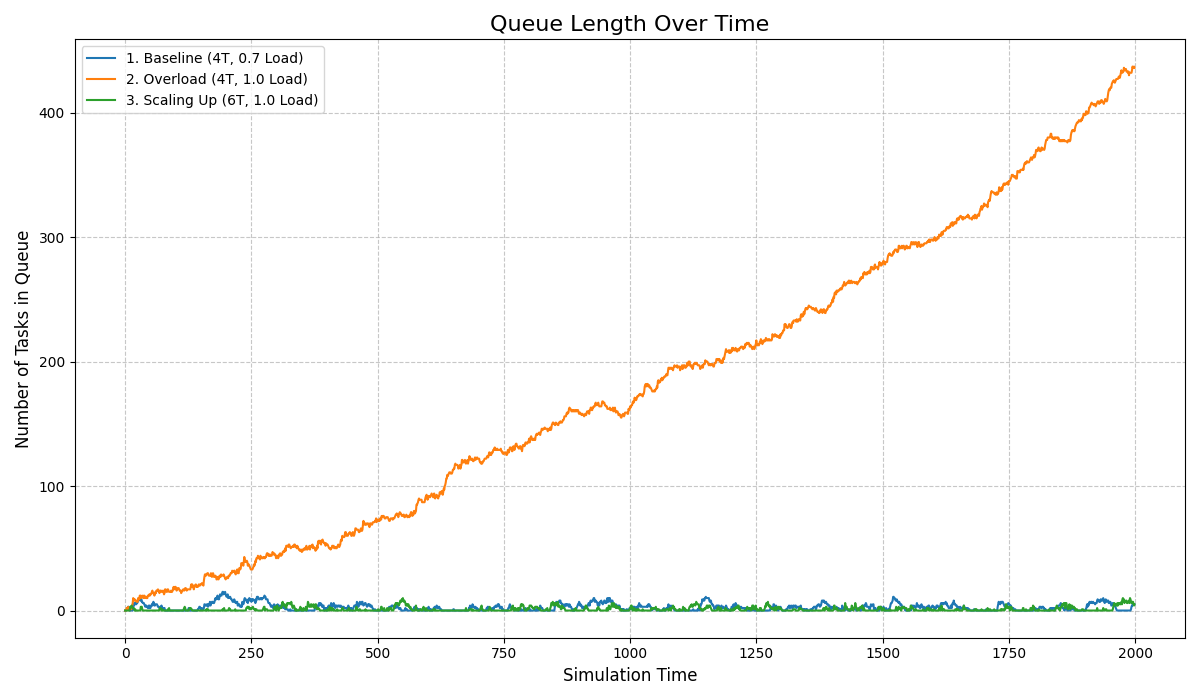 Queue Length Over Time
1. Baseline (4T, 0.7 Load)
2. Overload (4T, 1.0 Load)
3. Scaling Up (6T, 1.0 Load)
Number of Tasks in Queue
400
300
200
100
0
0 250 500 750 1000 1250 1500 1750 2000
Simulation Time